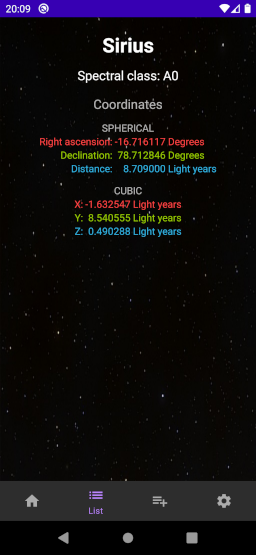 20:09
Sirius
Spectral class: A0
Coordinates
SPHERICAL
Right ascension: -16.716117 Degrees
Declination: 78.712846 Degrees
Distance: 8.709000 Light years
CUBIC
X: -1.632547 Light years
Y: 8.540555 Light years
Z: 0.490288 Light years
List